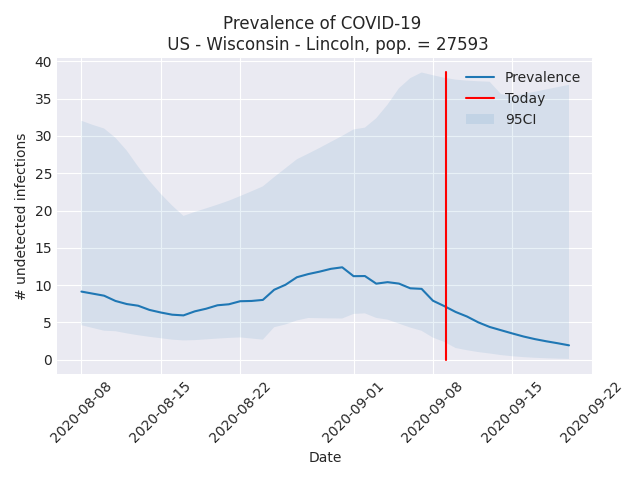 Prevalence of COVID-19
US - Wisconsin - Lincoln, pop. = 27593
# undetected infections
40
35
30
25
20
15
10
5
0
Prevalence
Today
95CI
2020-08-08
2020-08-15
2020-08-22
2020-09-01
2020-09-08
2020-09-15
2020-09-22
Date